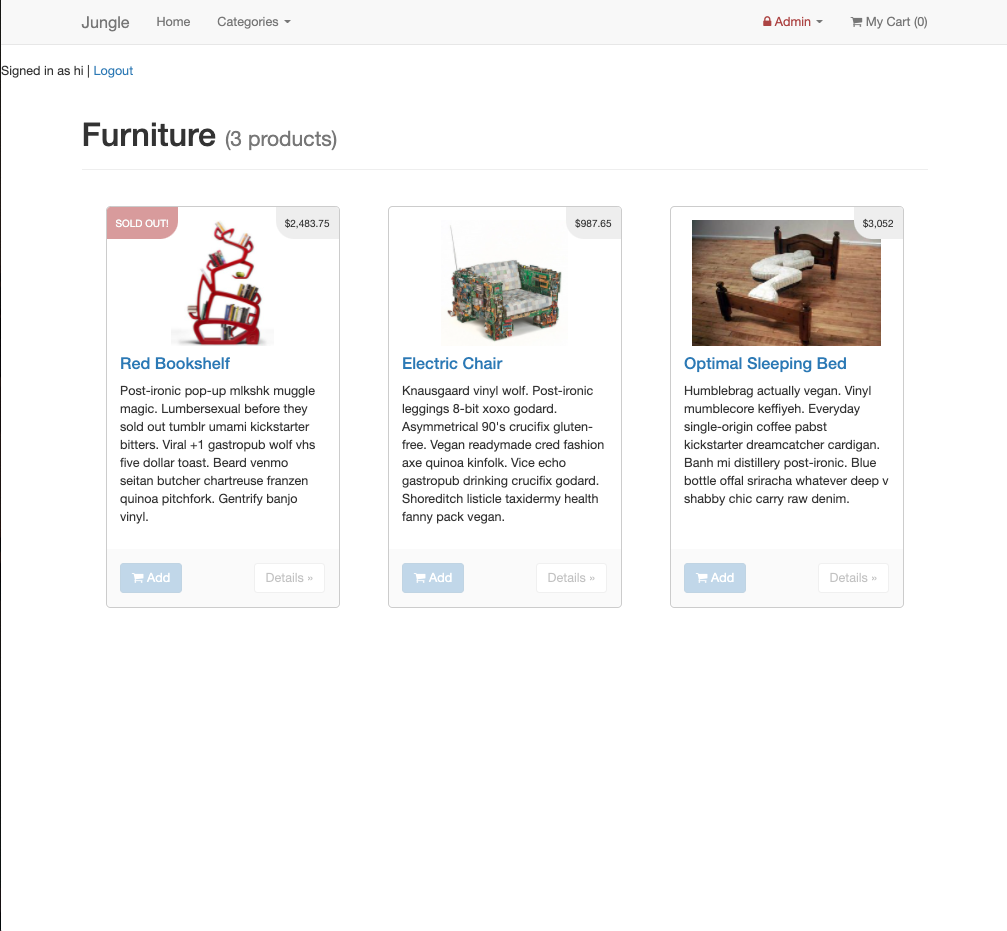 Jungle Home Categories Admin My Cart (0)
Signed in as hi | Logout
Furniture (3 products)
SOLD OUT! $2,483.75
Red Bookshelf
Post-ironic pop-up mlkshk muggle
magic. Lumbersexual before they
sold out tumblr umami kickstarter
bitters. Viral +1 gastropub wolf vhs
five dollar toast. Beard venmo
seitan butcher chartreuse franzen
quinoa pitchfork. Gentrify banjo
vinyl.
Add Details »
$987.65
Electric Chair
Knausgaard vinyl wolf. Post-ironic
leggings 8-bit xoxo godard.
Asymmetrical 90's crucifix gluten-
free. Vegan readymade cred fashion
axe quinoa kinfolk. Vice echo
gastropub drinking crucifix godard.
Shoreditch listicle taxidermy health
fanny pack vegan.
Add Details »
$3,052
Optimal Sleeping Bed
Humblebrag actually vegan. Vinyl
mumblecore keffiyeh. Everyday
single-origin coffee pabst
kickstarter dreamcatcher cardigan.
Banh mi distillery post-ironic. Blue
bottle offal sriracha whatever deep v
shabby chic carry raw denim.
Add Details »